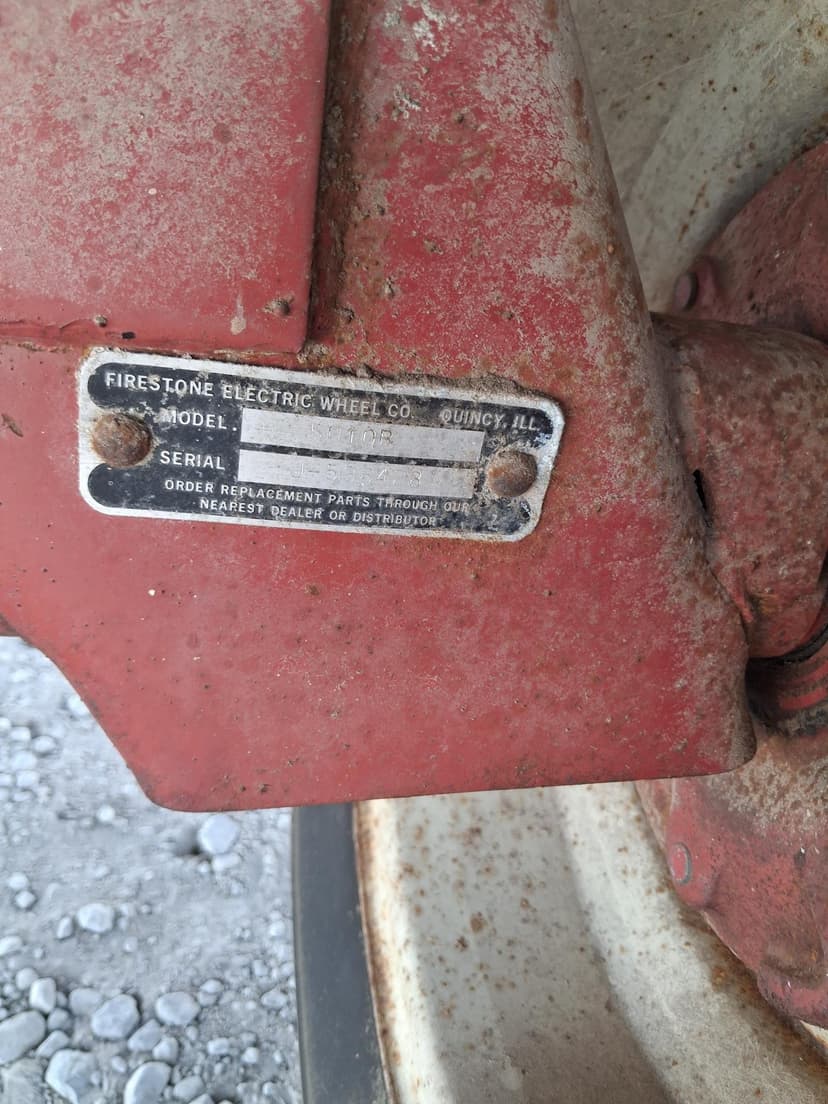 FIRESTONE ELECTRIC WHEEL CO. QUINCY, ILL.
MODEL.
SERIAL
ORDER REPLACEMENT PARTS THROUGH OUR
NEAREST DEALER OR DISTRIBUTOR